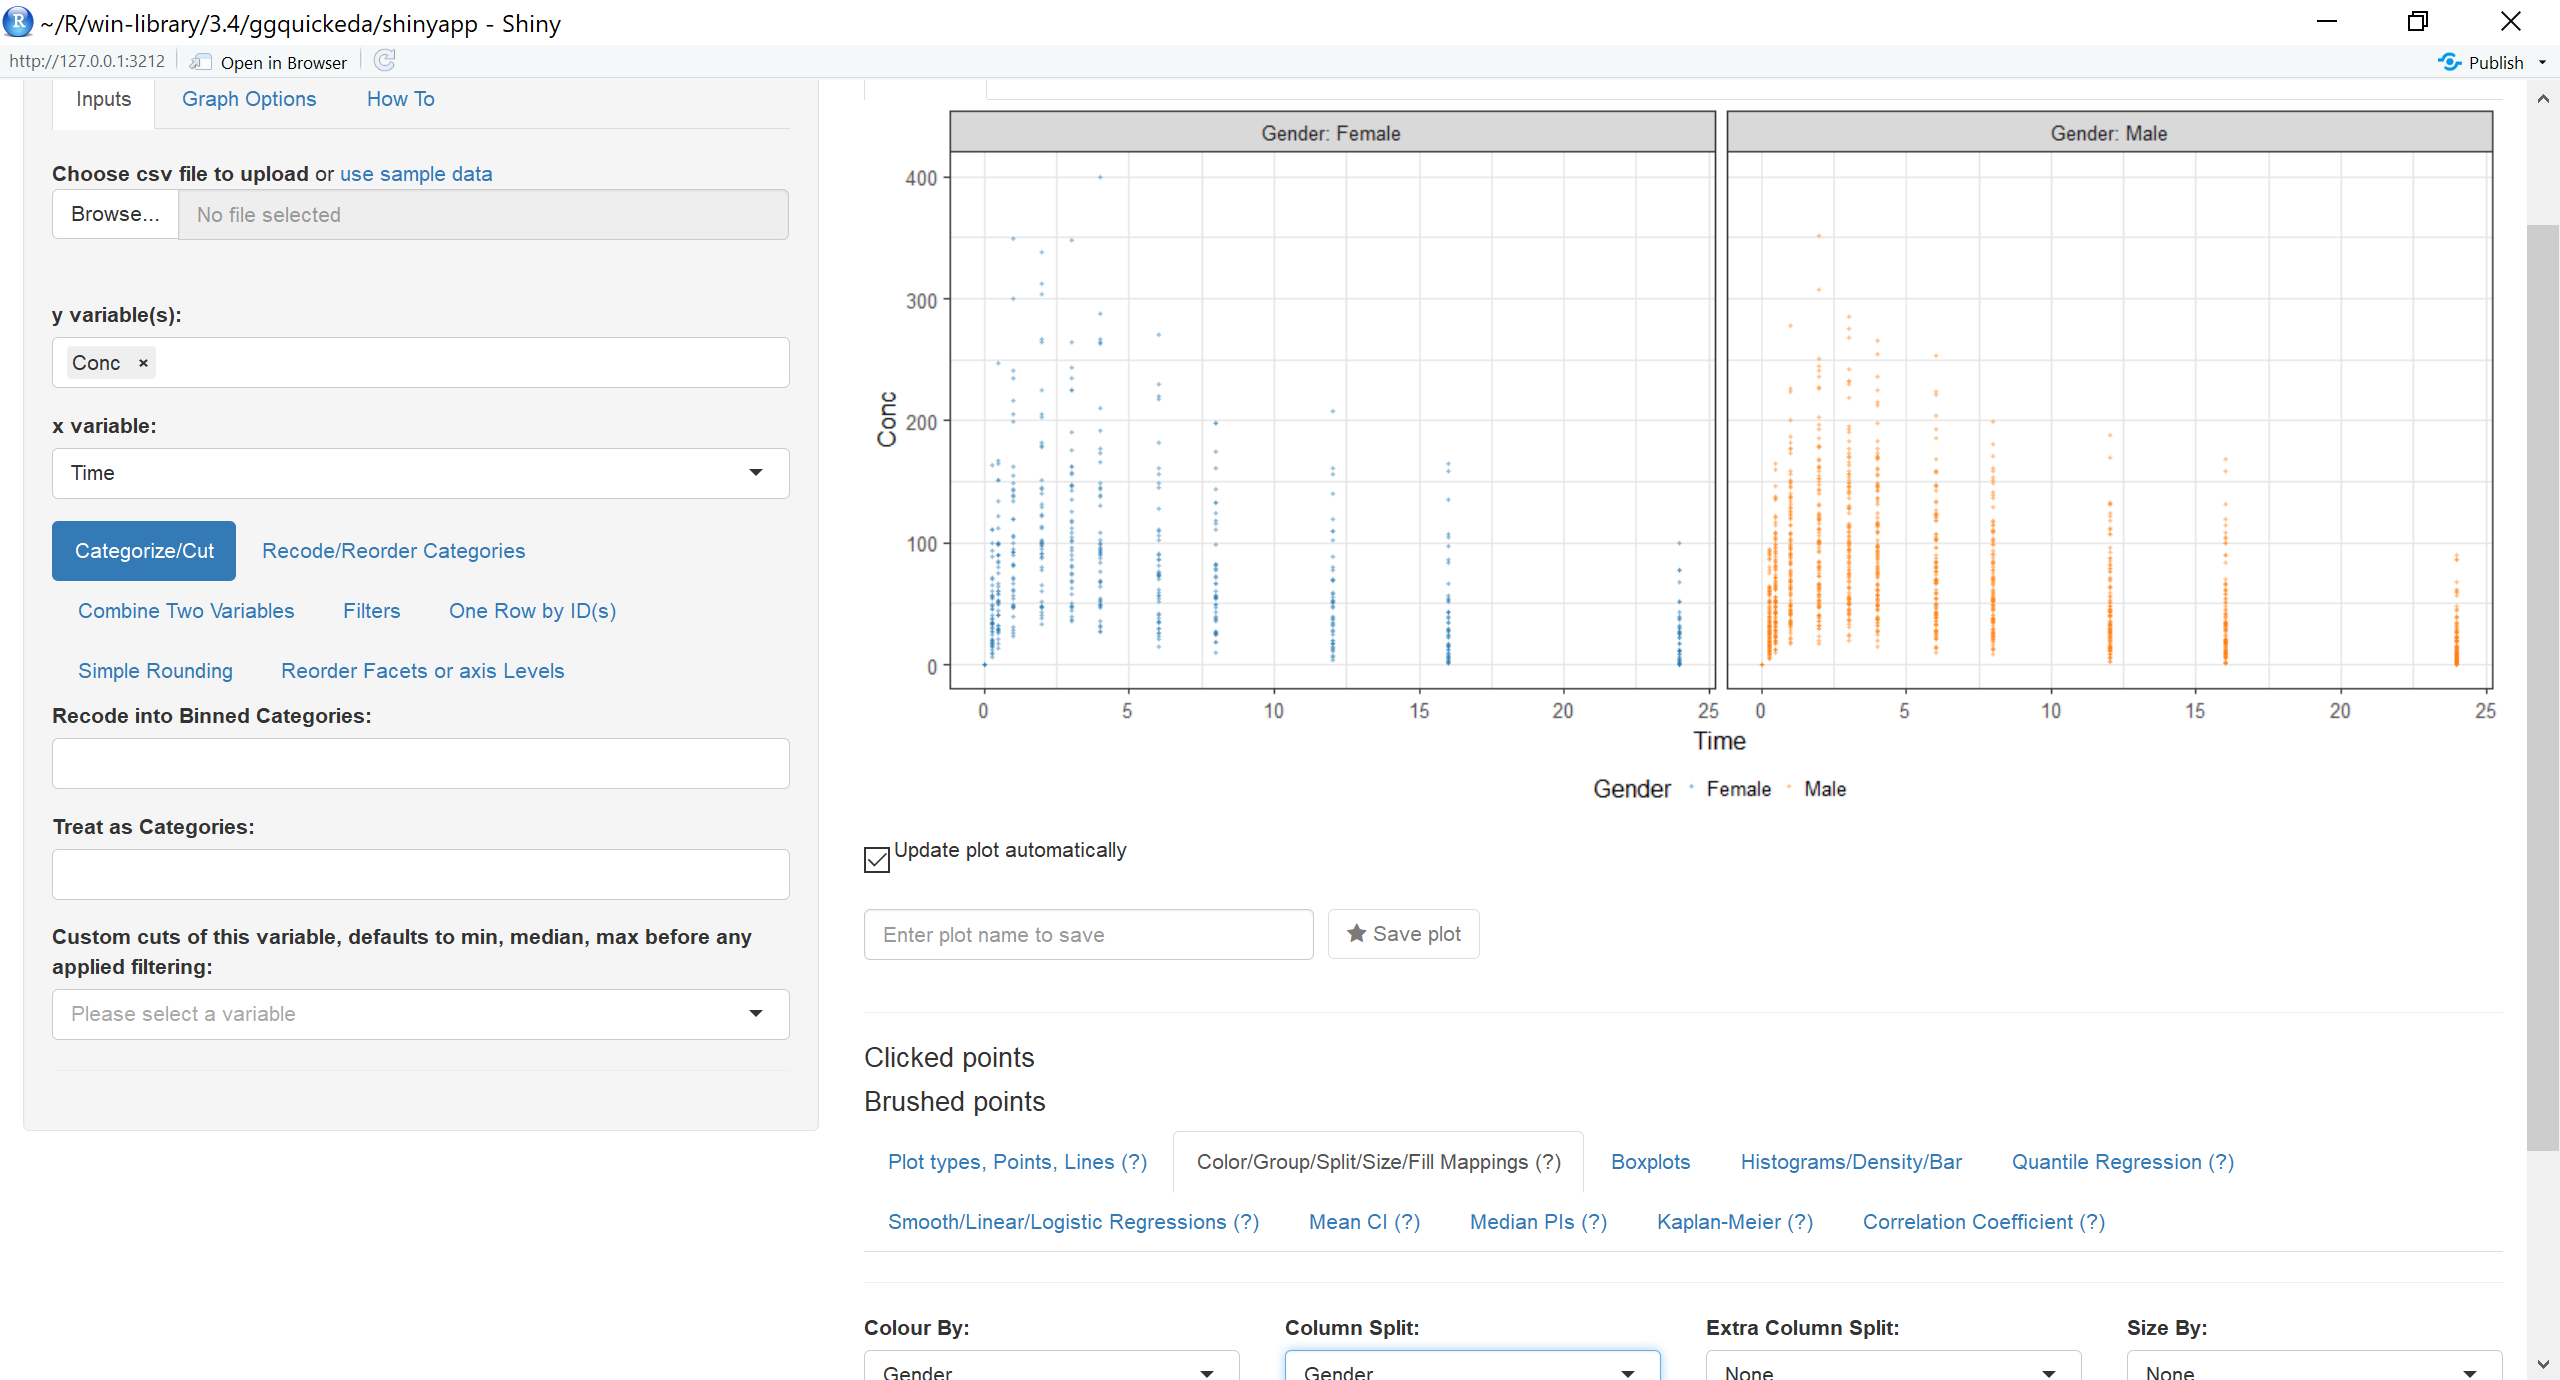 ~/R/win-library/3.4/ggquickeda/shinyapp - Shiny
http://127.0.0.1:3212 Open in Browser Publish
Inputs Graph Options How To
Choose csv file to upload or use sample data
Browse... No file selected
y variable(s):
Conc ×
x variable:
Time
Categorize/Cut Recode/Reorder Categories
Combine Two Variables Filters One Row by ID(s)
Simple Rounding Reorder Facets or axis Levels
Recode into Binned Categories:
Treat as Categories:
Custom cuts of this variable, defaults to min, median, max before any
applied filtering:
Please select a variable
Gender: Female Gender: Male
400
300
200
100
0
Conc
0 5 10 15 20 25 0 5 10 15 20 25
Time
Gender Female Male
Update plot automatically
Enter plot name to save Save plot
Clicked points
Brushed points
Plot types, Points, Lines (?) Color/Group/Split/Size/Fill Mappings (?) Boxplots Histograms/Density/Bar Quantile Regression (?)
Smooth/Linear/Logistic Regressions (?) Mean CI (?) Median PIs (?) Kaplan-Meier (?) Correlation Coefficient (?)
Colour By: Column Split: Extra Column Split: Size By:
Gender Gender None None